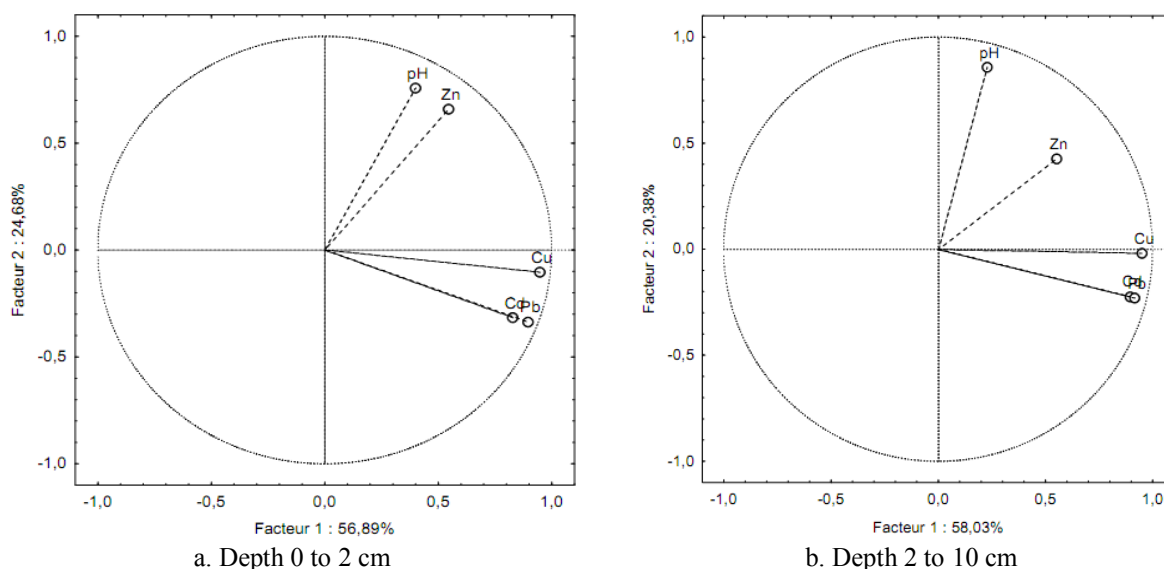 1,0
0,5
0,0
-0,5
-1,0
Facteur 2 : 24,68%
pH
Zn
Cu
Cd
Pb
-1,0 -0,5 0,0 0,5 1,0
Facteur 1 : 56,89%
a. Depth 0 to 2 cm
1,0
0,5
0,0
-0,5
-1,0
Facteur 2 : 20,38%
pH
Zn
Cu
Cd
Pb
-1,0 -0,5 0,0 0,5 1,0
Facteur 1 : 58,03%
b. Depth 2 to 10 cm